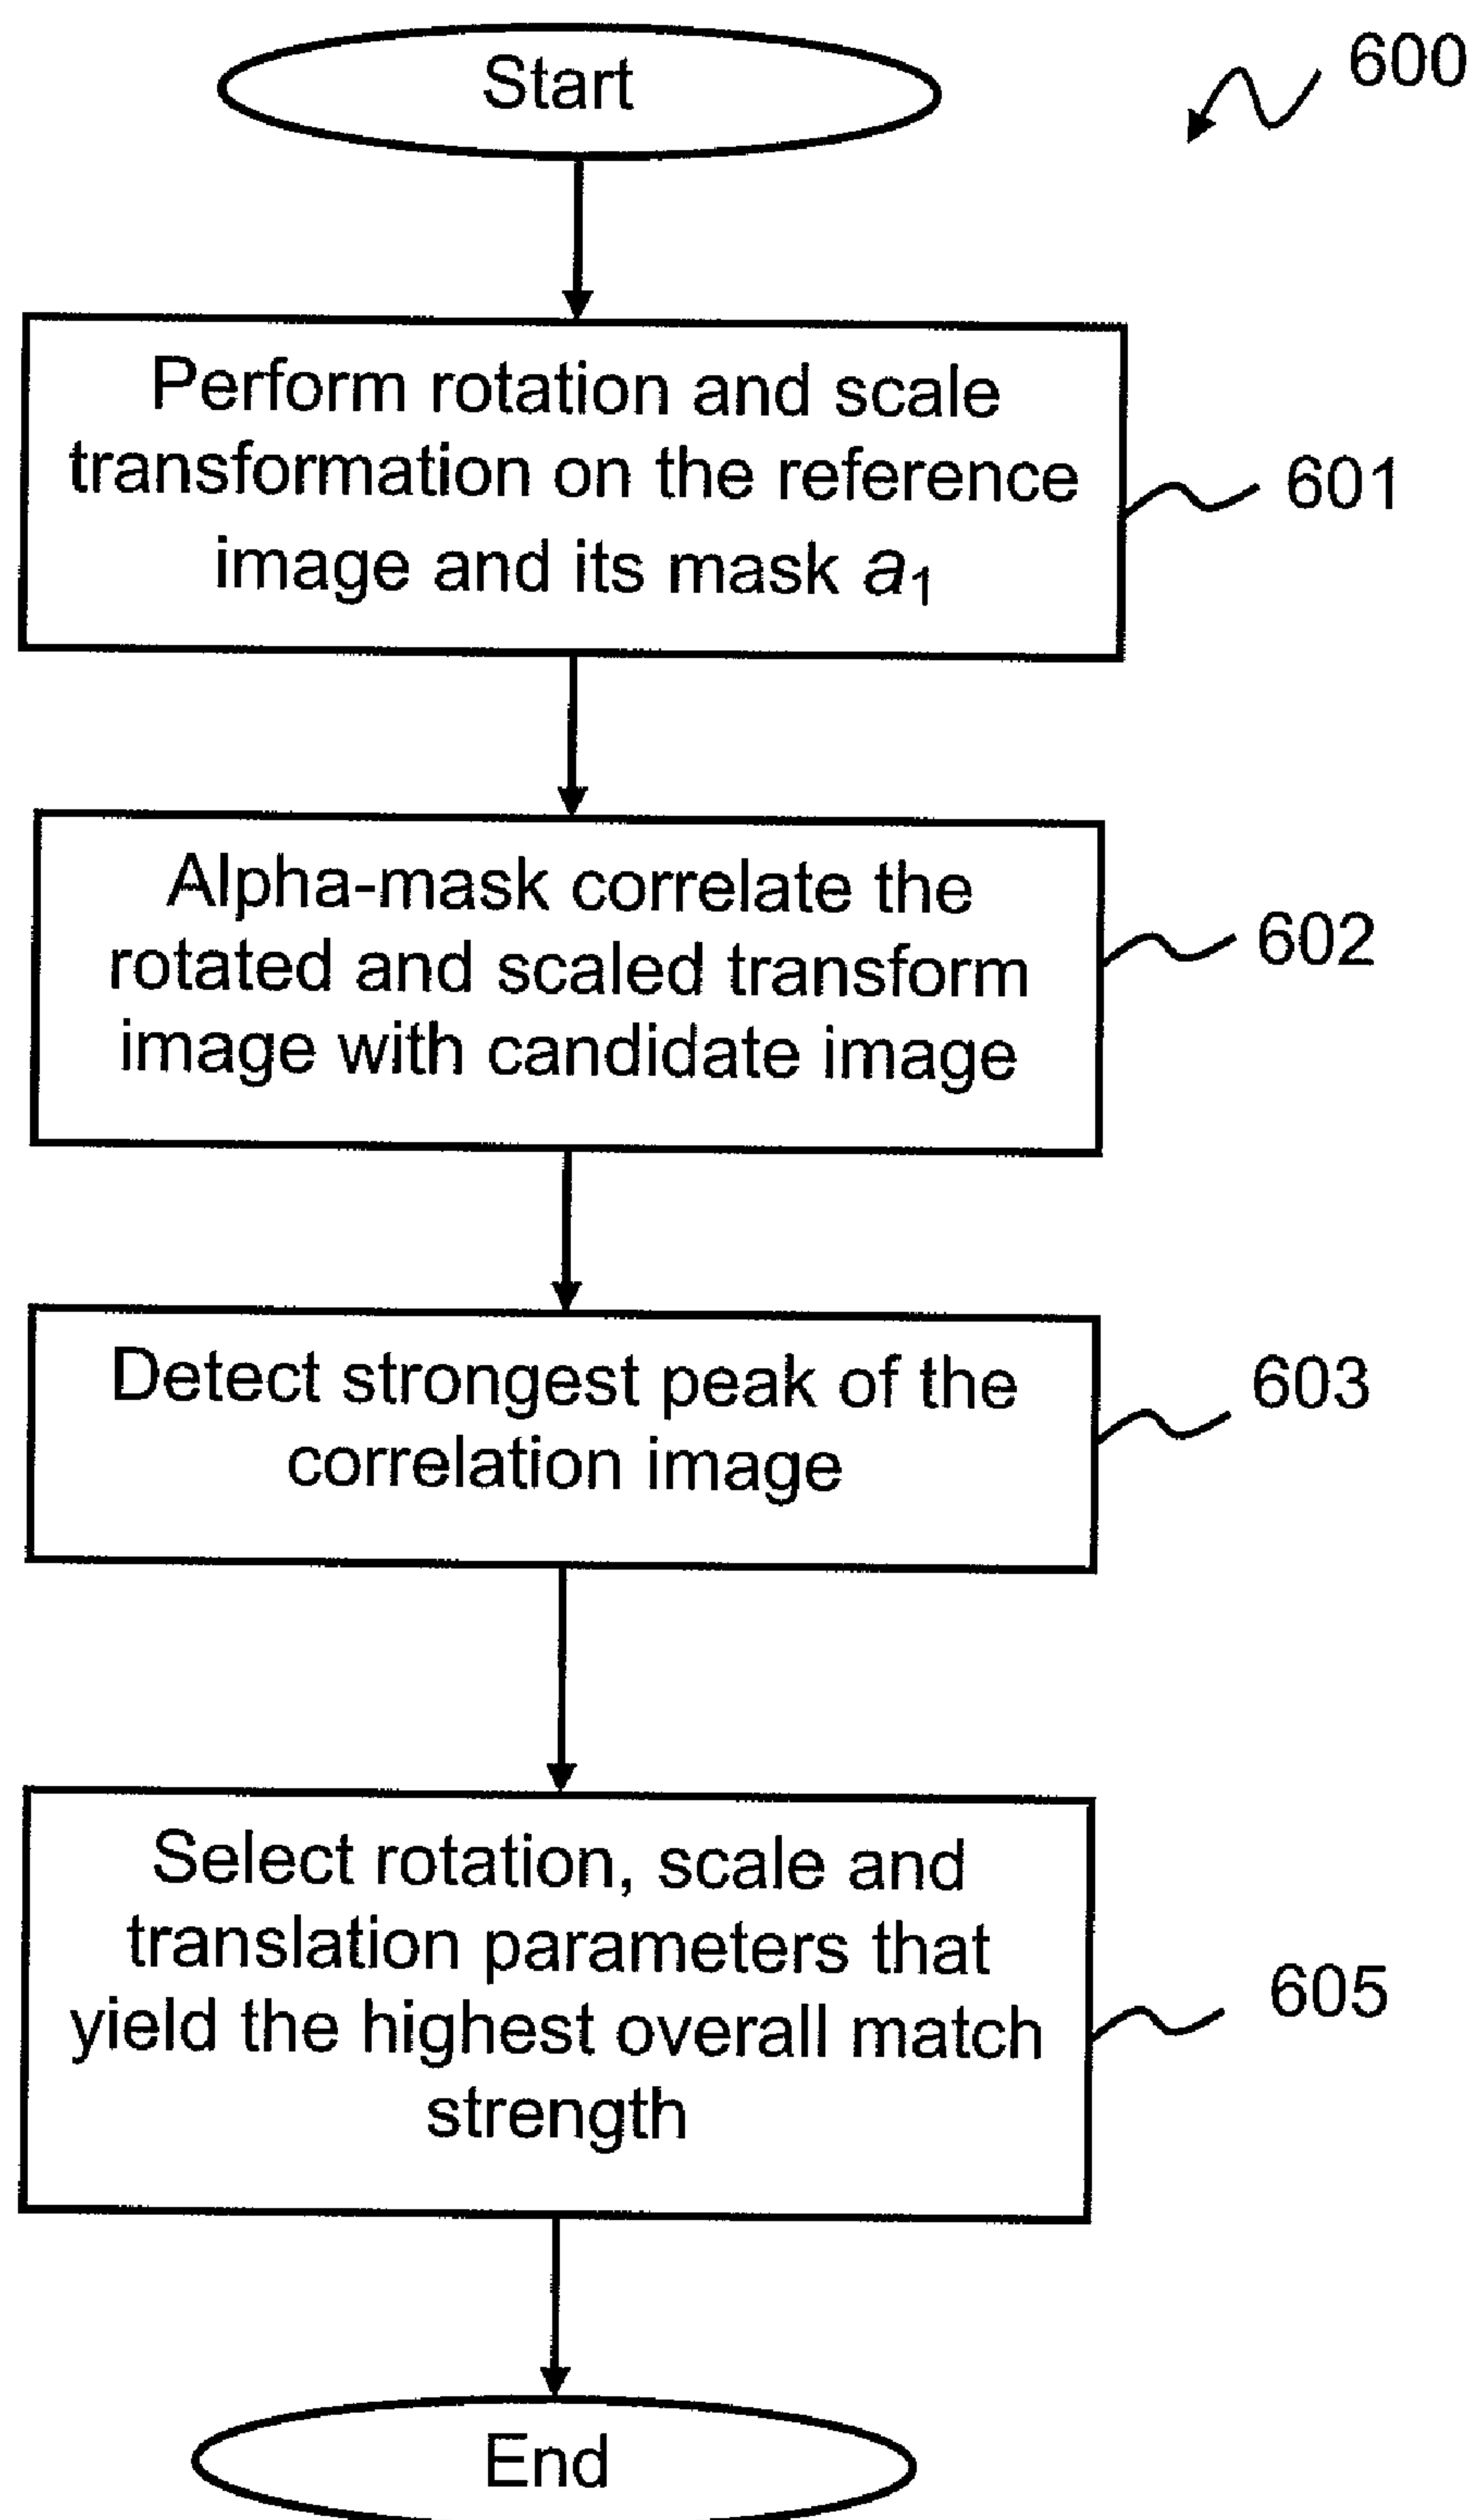 Start
600
Perform rotation and scale
transformation on the reference
image and its mask a₁
601
Alpha-mask correlate the
rotated and scaled transform
image with candidate image
602
Detect strongest peak of the
correlation image
603
Select rotation, scale and
translation parameters that
yield the highest overall match
strength
605
End